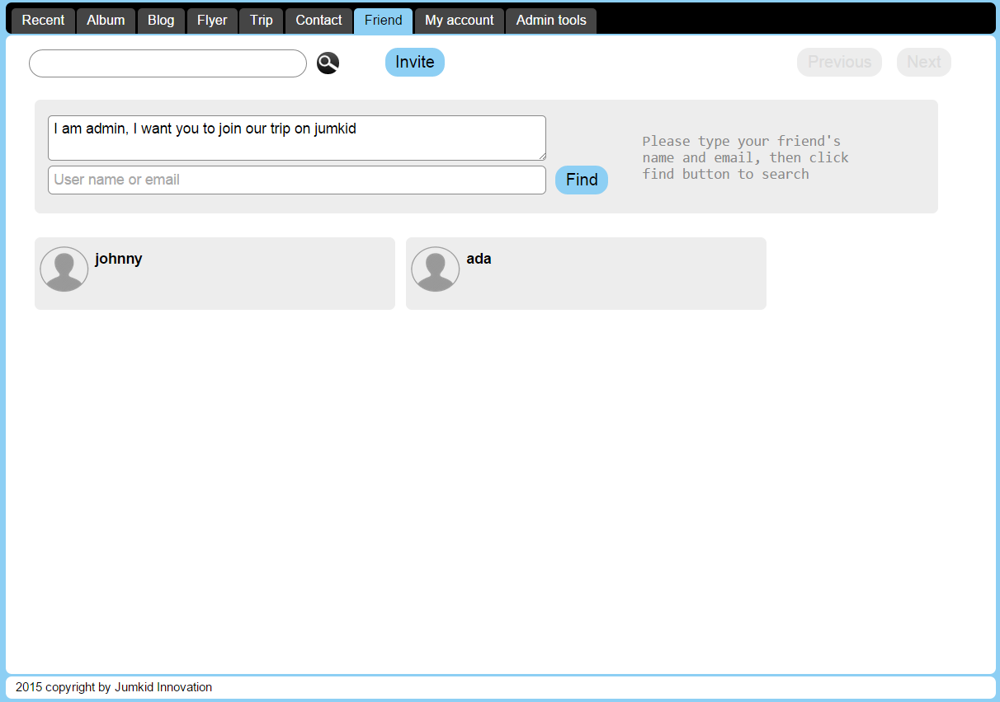 Recent Album Blog Flyer Trip Contact Friend My account Admin tools
Invite Previous Next
I am admin, I want you to join our trip on jumkid
User name or email
Find
Please type your friend's
name and email, then click
find button to search
johnny
ada
2015 copyright by Jumkid Innovation